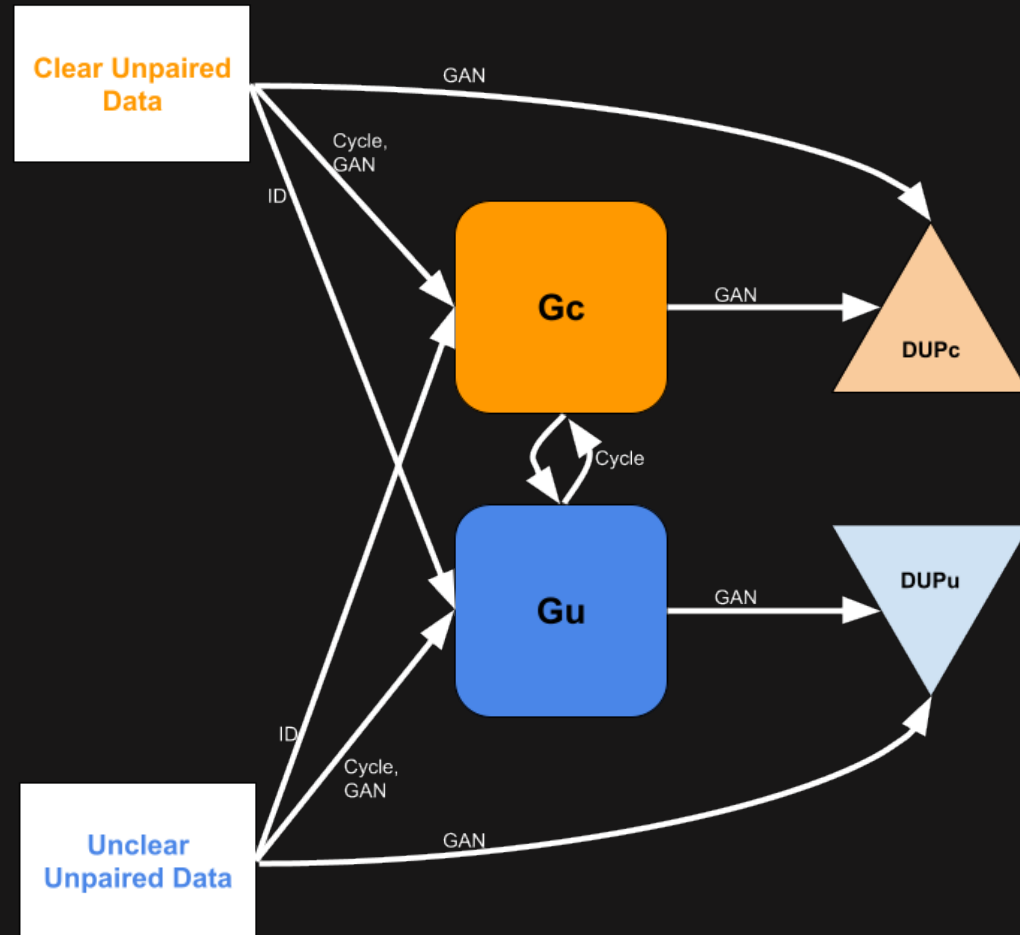 Clear Unpaired
Data
GAN
Cycle,
GAN
ID
Gc
GAN
DUPc
Cycle
Gu
GAN
DUPu
ID
Cycle,
GAN
GAN
Unclear
Unpaired Data